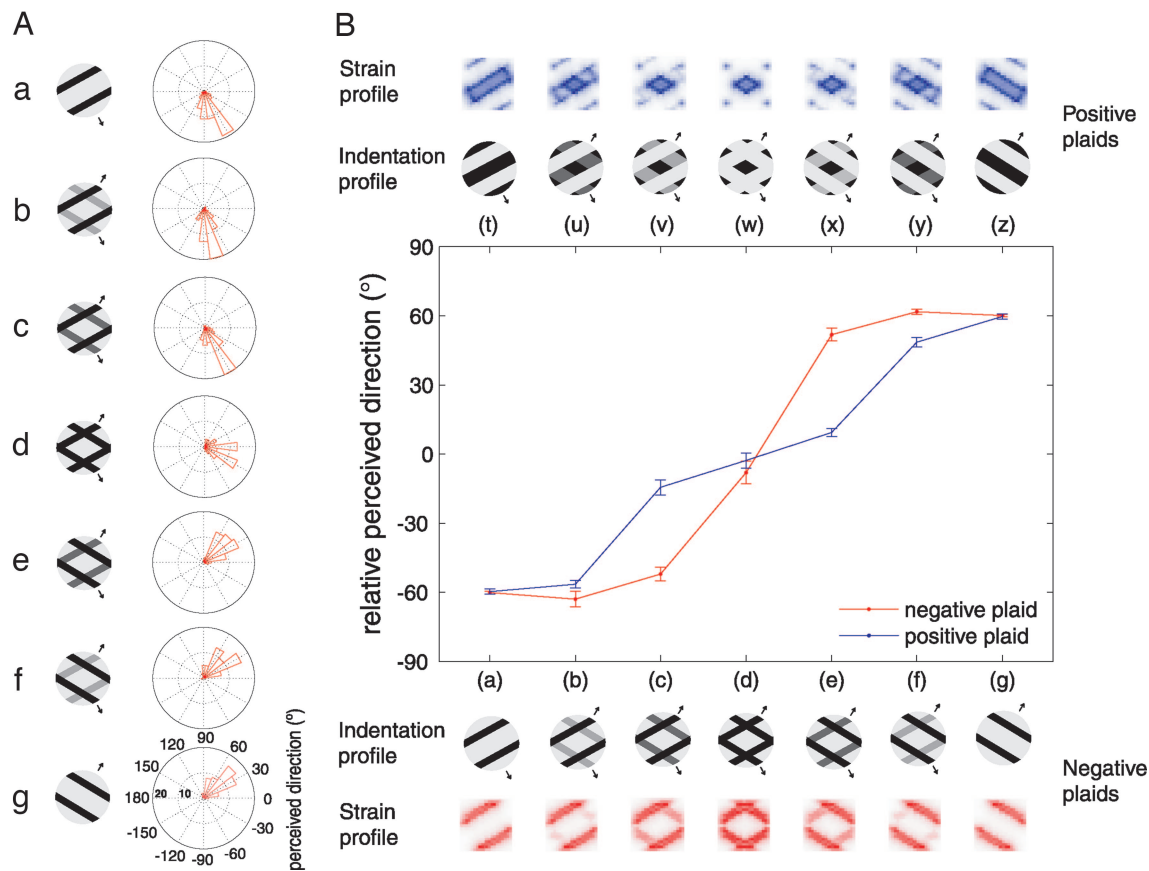 A
a
b
c
d
e
f
g
90
120 60
150 30
180 20 10 0
-150 -30
-120 -60
-90
perceived direction (º)
B
Strain profile
Indentation profile
Positive plaids
(t) (u) (v) (w) (x) (y) (z)
relative perceived direction (°)
90
60
30
0
-30
-60
-90
negative plaid
positive plaid
(a) (b) (c) (d) (e) (f) (g)
Indentation profile
Strain profile
Negative plaids